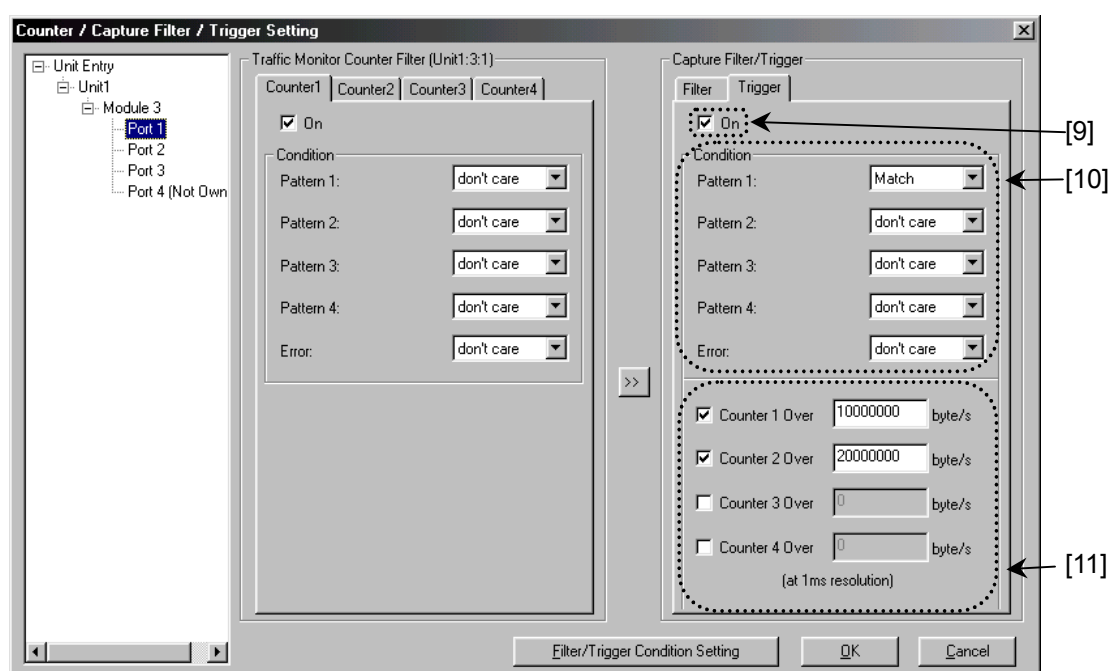 Counter / Capture Filter / Trigger Setting
Unit Entry
Unit1
Module 3
Port 1
Port 2
Port 3
Port 4 (Not Own
Traffic Monitor Counter Filter (Unit1:3:1)
Counter1 Counter2 Counter3 Counter4
On
Condition
Pattern 1: don't care
Pattern 2: don't care
Pattern 3: don't care
Pattern 4: don't care
Error: don't care
>>
Capture Filter/Trigger
Filter Trigger
On
[9]
Condition
Pattern 1: Match
[10]
Pattern 2: don't care
Pattern 3: don't care
Pattern 4: don't care
Error: don't care
Counter 1 Over 10000000 byte/s
Counter 2 Over 20000000 byte/s
Counter 3 Over 0 byte/s
Counter 4 Over 0 byte/s
(at 1ms resolution)
[11]
Filter/Trigger Condition Setting OK Cancel